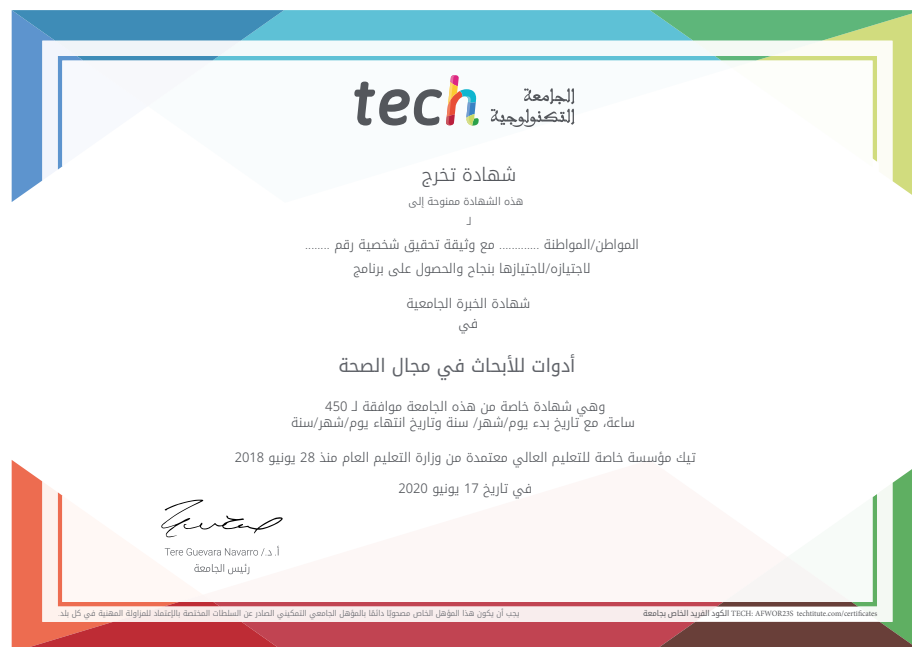 tech الجامعة
التكنولوجية
شهادة تخرج
هذه الشهادة ممنوحة إلى
لـ
المواطن/المواطنة ............ مع وثيقة تحقيق شخصية رقم ........
لاجتيازه/لاجتيازها بنجاح والحصول على برنامج
شهادة الخبرة الجامعية
في
أدوات للأبحاث في مجال الصحة
وهي شهادة خاصة من هذه الجامعة موافقة لـ 450
ساعة، مع تاريخ بدء يوم/شهر/ سنة وتاريخ انتهاء يوم/شهر/سنة
تيك مؤسسة خاصة للتعليم العالي معتمدة من وزارة التعليم العام منذ 28 يونيو 2018
في تاريخ 17 يونيو 2020
أ.د./ Tere Guevara Navarro
رئيس الجامعة
يجب أن يكون هذا المؤهل الخاص مصحوبًا دائمًا بالمؤهل الجامعي التمكيني الصادر عن السلطات المختصة بالإعتماد للمزاولة المهنية في كل بلد.
الكود الفريد الخاص بجامعة TECH: AFWOR23S techtitute.com/certificates